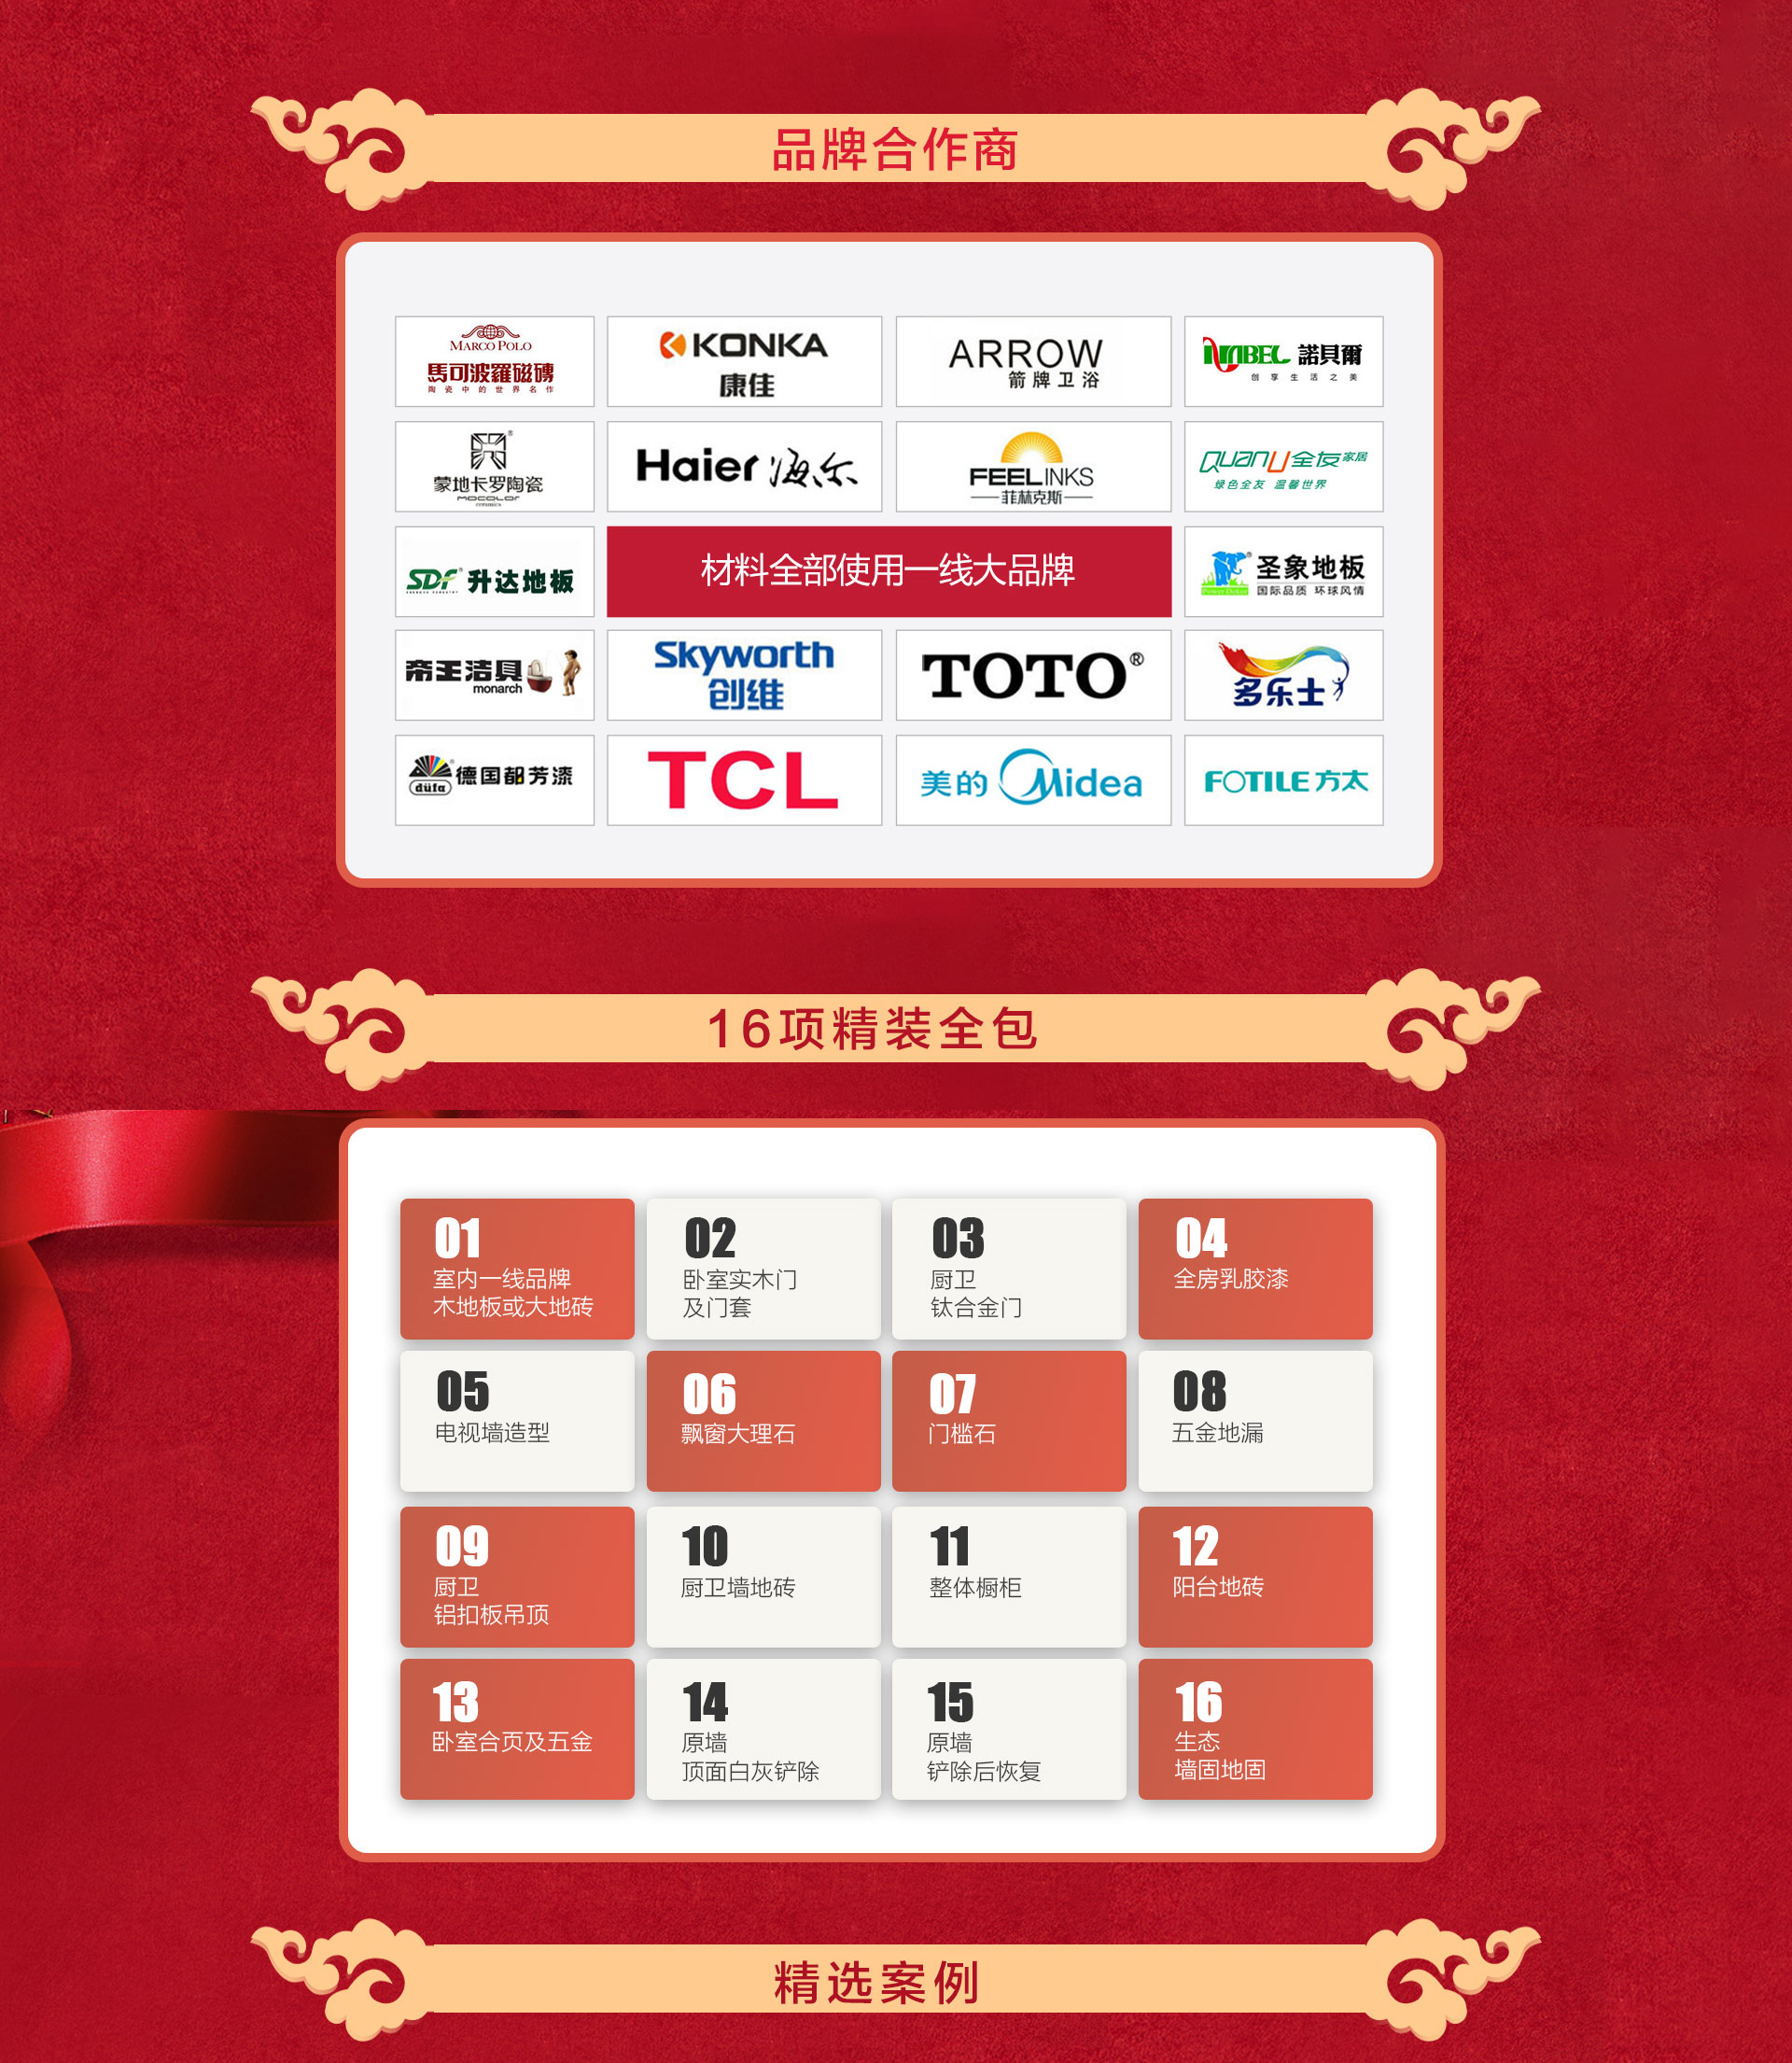 品牌合作商
MARCO POLO
馬可波羅磁磚
陶瓷中的世界名作
KONKA
康佳
ARROW
箭牌卫浴
NABEL 諾貝爾
创享生活之美
蒙地卡罗陶瓷
MOCOLOR
CERAMICS
Haier 海尔
FEELINKS
菲林克斯
QuanU 全友家居
绿色全友 温馨世界
SDF 升达地板
材料全部使用一线大品牌
圣象地板
国际品质 环球风情
帝王洁具
monarch
Skyworth
创维
TOTO®
多乐士
düfa 德国都芳漆
TCL
美的 Midea
FOTILE 方太
16项精装全包
01
室内一线品牌
木地板或大地砖
02
卧室实木门
及门套
03
厨卫
钛合金门
04
全房乳胶漆
05
电视墙造型
06
飘窗大理石
07
门槛石
08
五金地漏
09
厨卫
铝扣板吊顶
10
厨卫墙地砖
11
整体橱柜
12
阳台地砖
13
卧室合页及五金
14
原墙
顶面白灰铲除
15
原墙
铲除后恢复
16
生态
墙固地固
精选案例